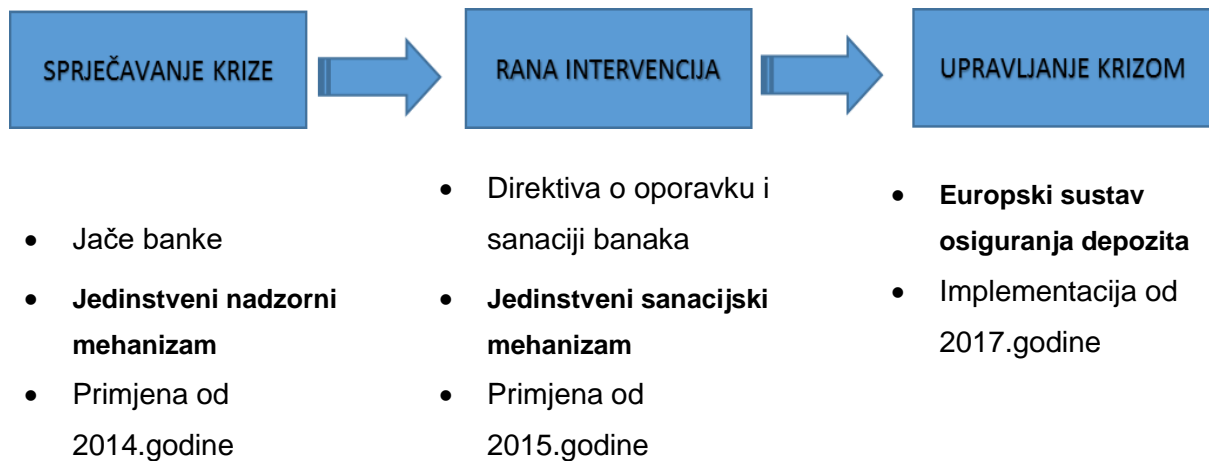 SPRJEČAVANJE KRIZE
RANA INTERVENCIJA
UPRAVLJANJE KRIZOM
• Jače banke
• Jedinstveni nadzorni
mehanizam
• Primjena od
2014.godine
• Direktiva o oporavku i
sanaciji banaka
• Jedinstveni sanacijski
mehanizam
• Primjena od
2015.godine
• Europski sustav
osiguranja depozita
• Implementacija od
2017.godine